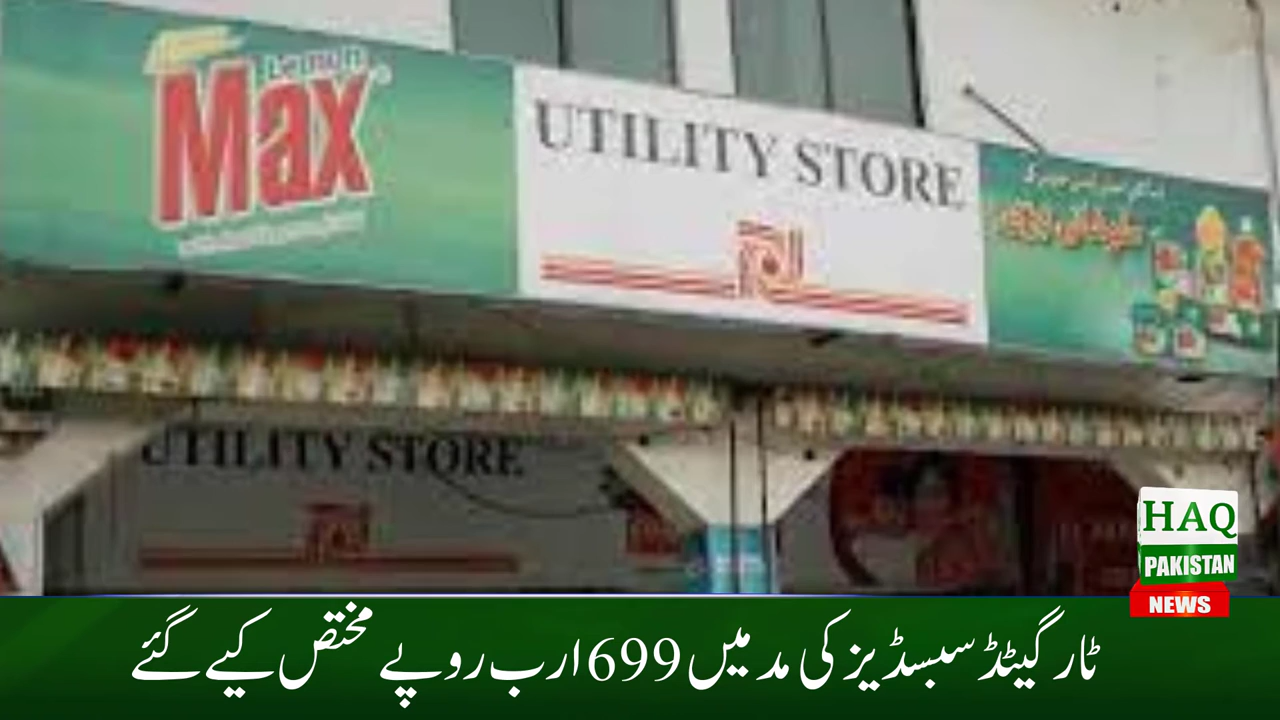 Lemon
Max
UTILITY STORE
UTILITY STORE
HAQ
PAKISTAN
NEWS
ٹارگیٹڈ سبسڈیز کی مد میں 699 ارب روپے مختص کیے گئے